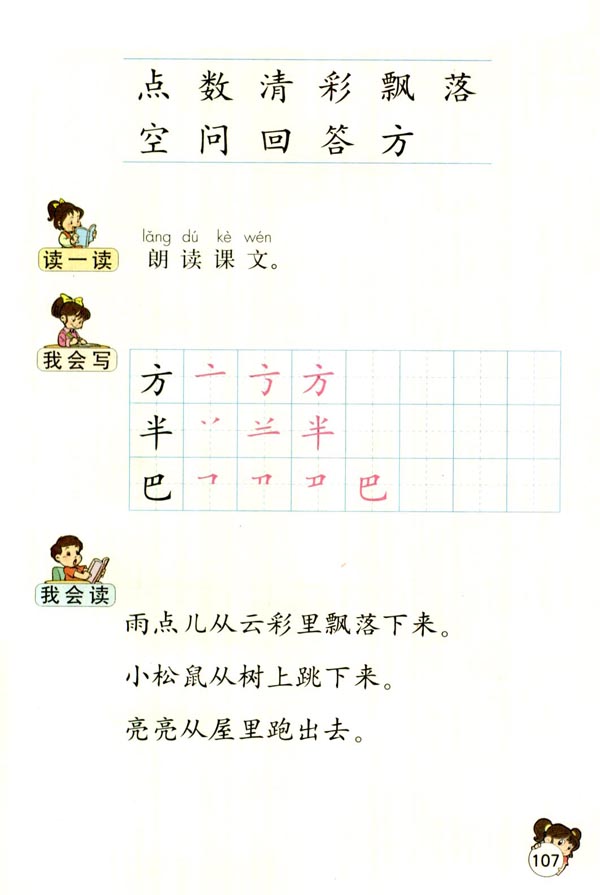 点 数 清 彩 飘 落
空 问 回 答 方
读一读
lǎng dú kè wén
朗读课文。
我会写
方 亠 亏 方
半 丷 兰 半
巴 乛 巴
我会读
雨点儿从云彩里飘落下来。
小松鼠从树上跳下来。
亮亮从屋里跑出去。
107